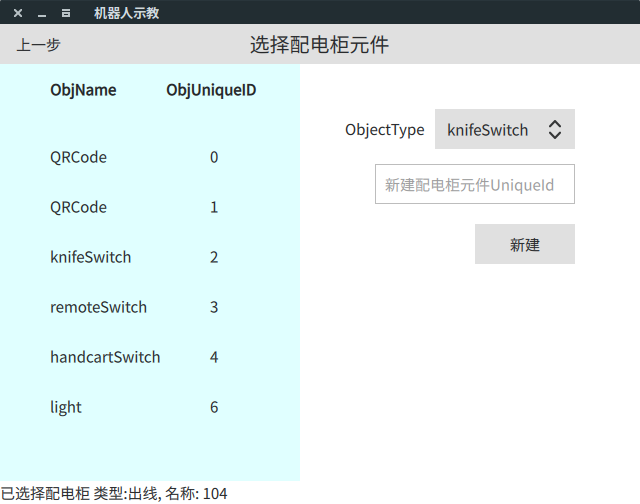 机器人示教
上一步
选择配电柜元件
ObjName ObjUniqueID
QRCode 0
QRCode 1
knifeSwitch 2
remoteSwitch 3
handcartSwitch 4
light 6
ObjectType knifeSwitch
新建配电柜元件UniqueId
新建
已选择配电柜 类型:出线, 名称: 104